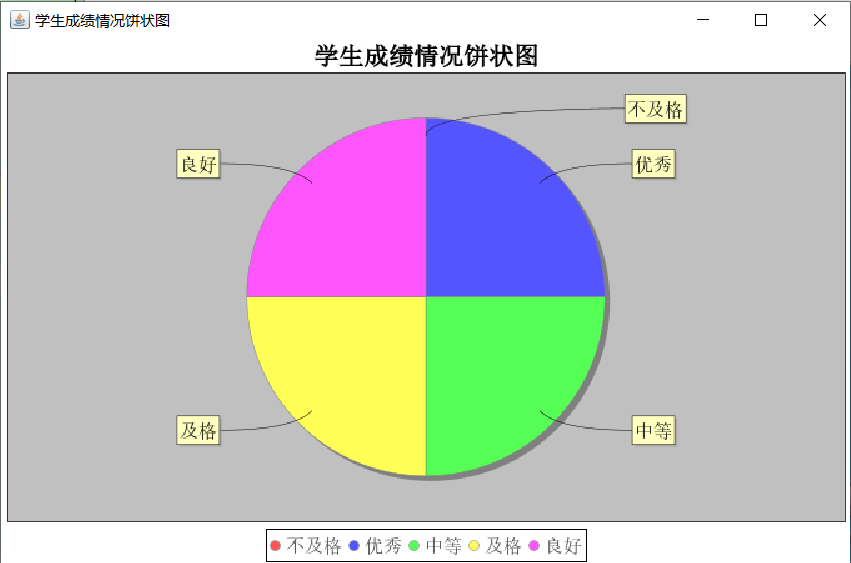 学生成绩情况饼状图
学生成绩情况饼状图
不及格
良好
优秀
及格
中等
不及格 优秀 中等 及格 良好